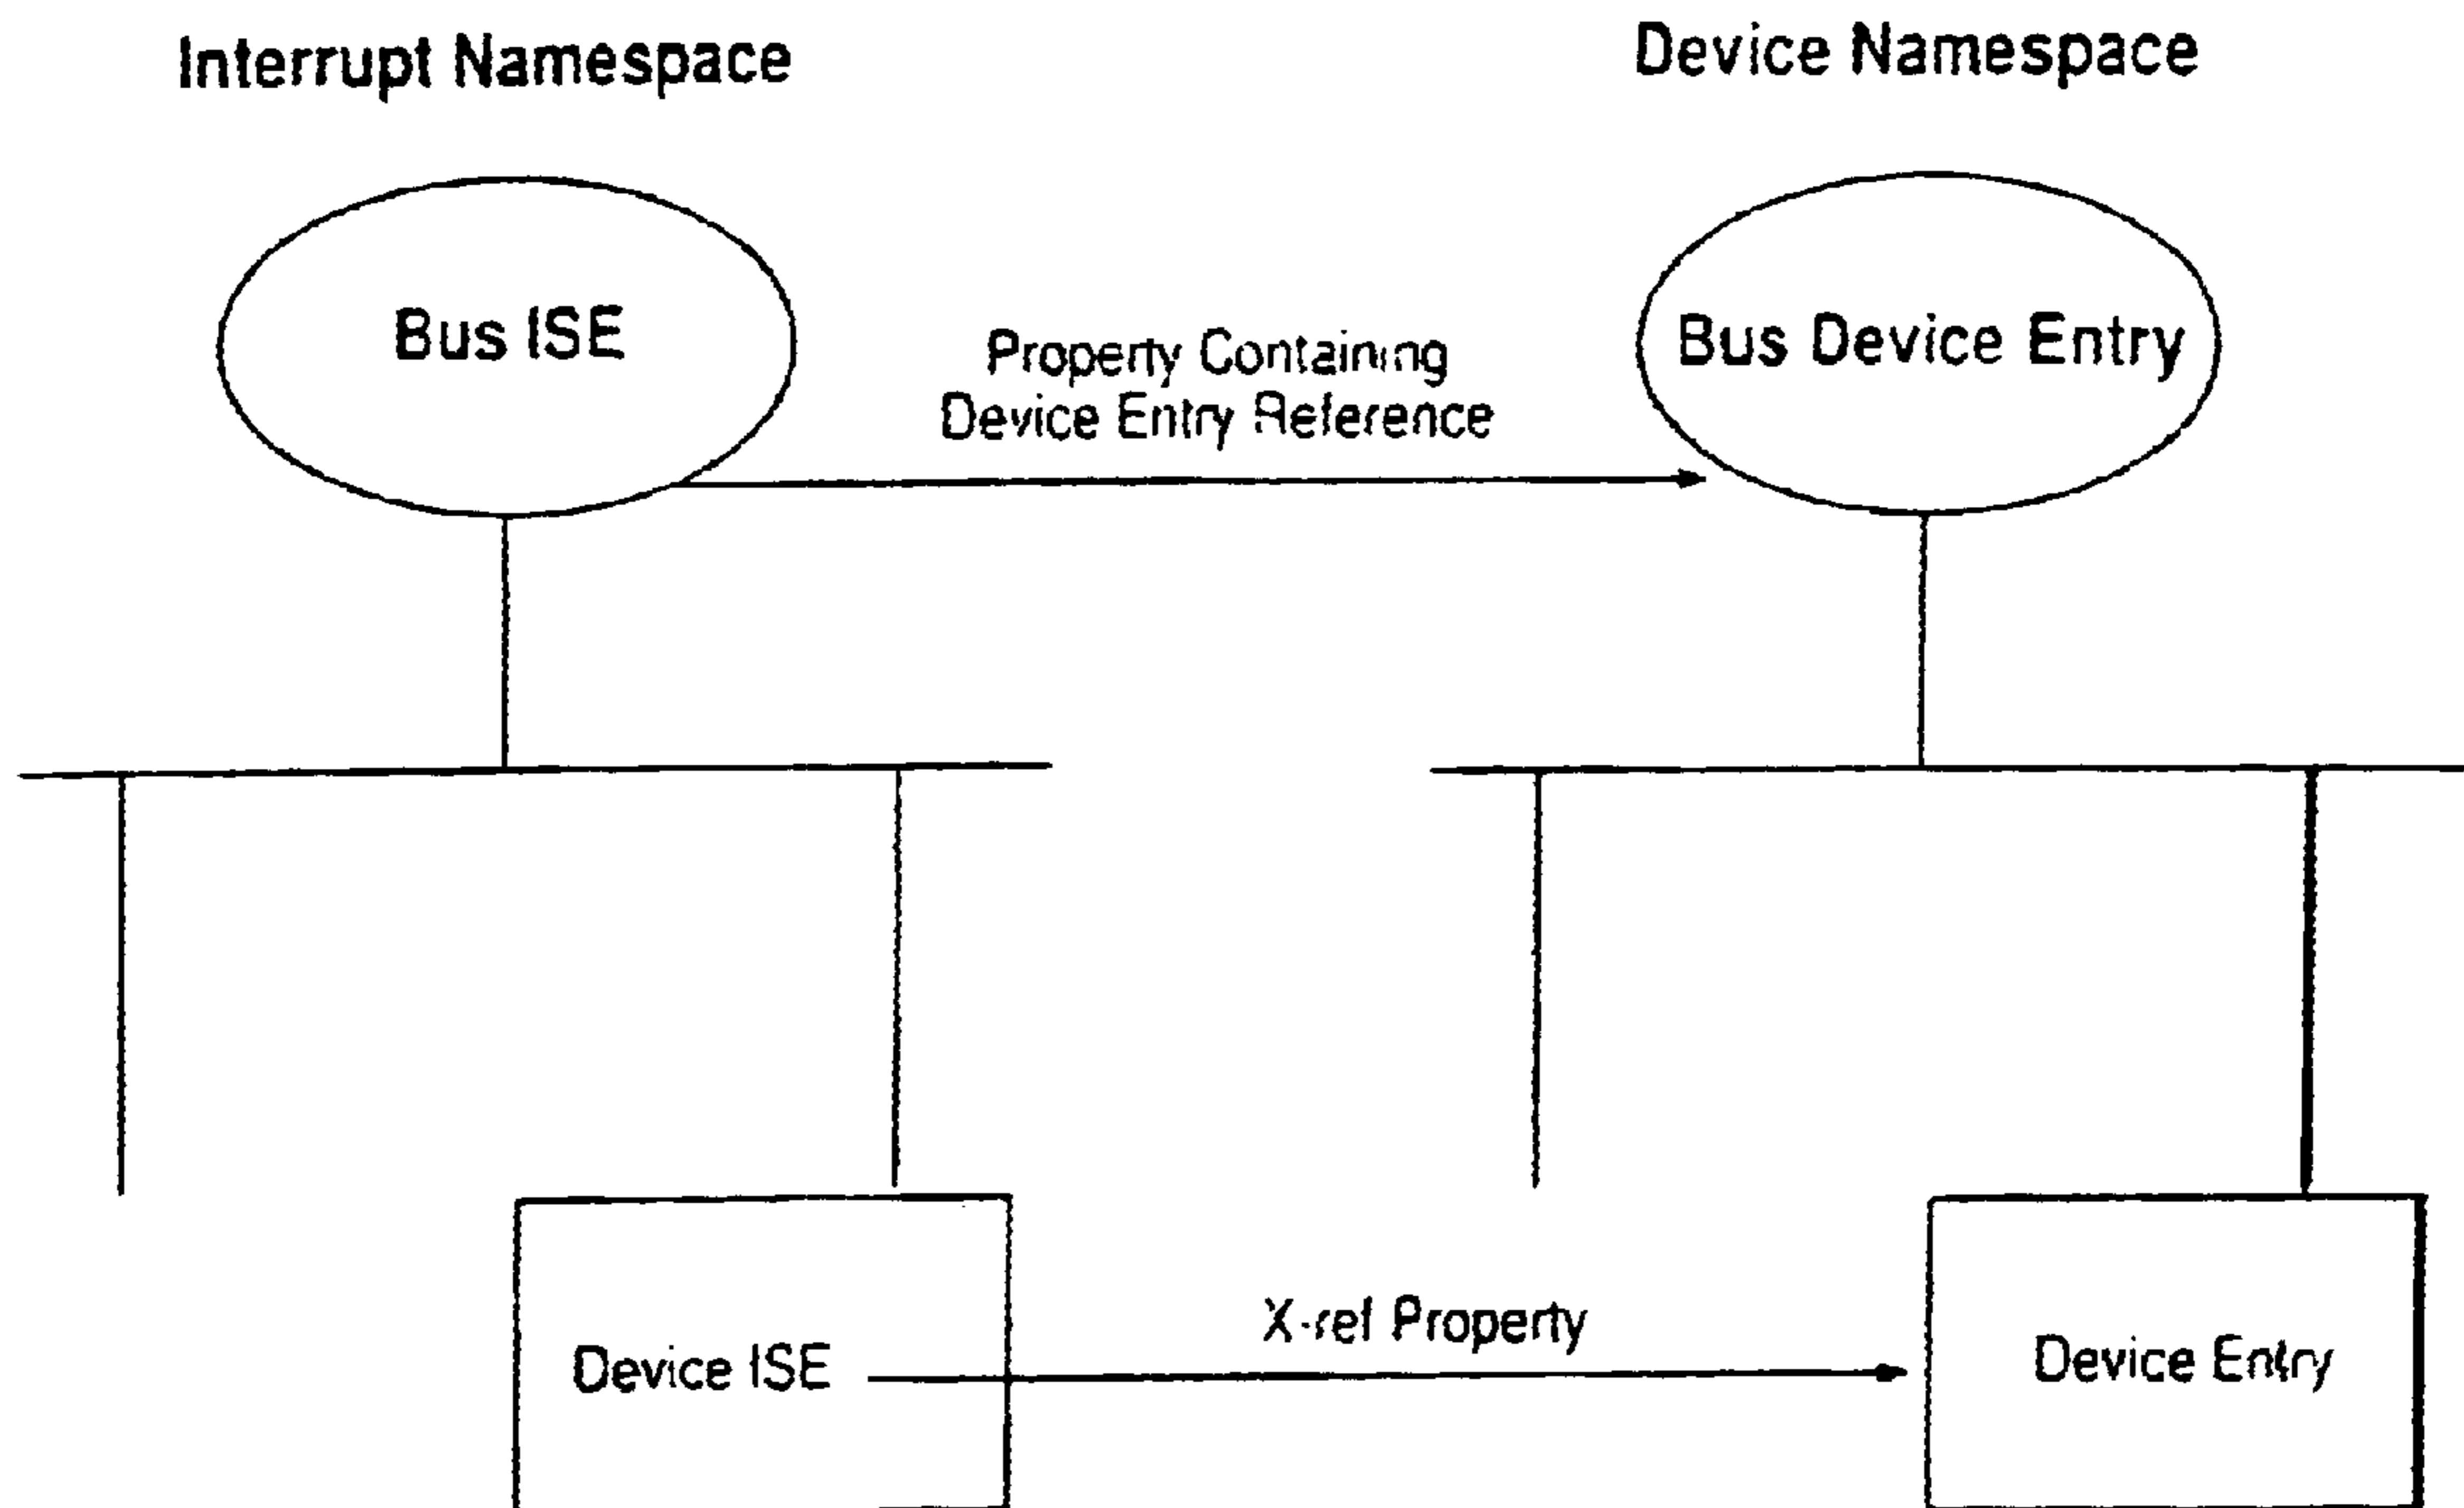 Interrupt Namespace
Device Namespace
Bus ISE
Bus Device Entry
Property Containing
Device Entry Reference
X-ref Property
Device ISE
Device Entry